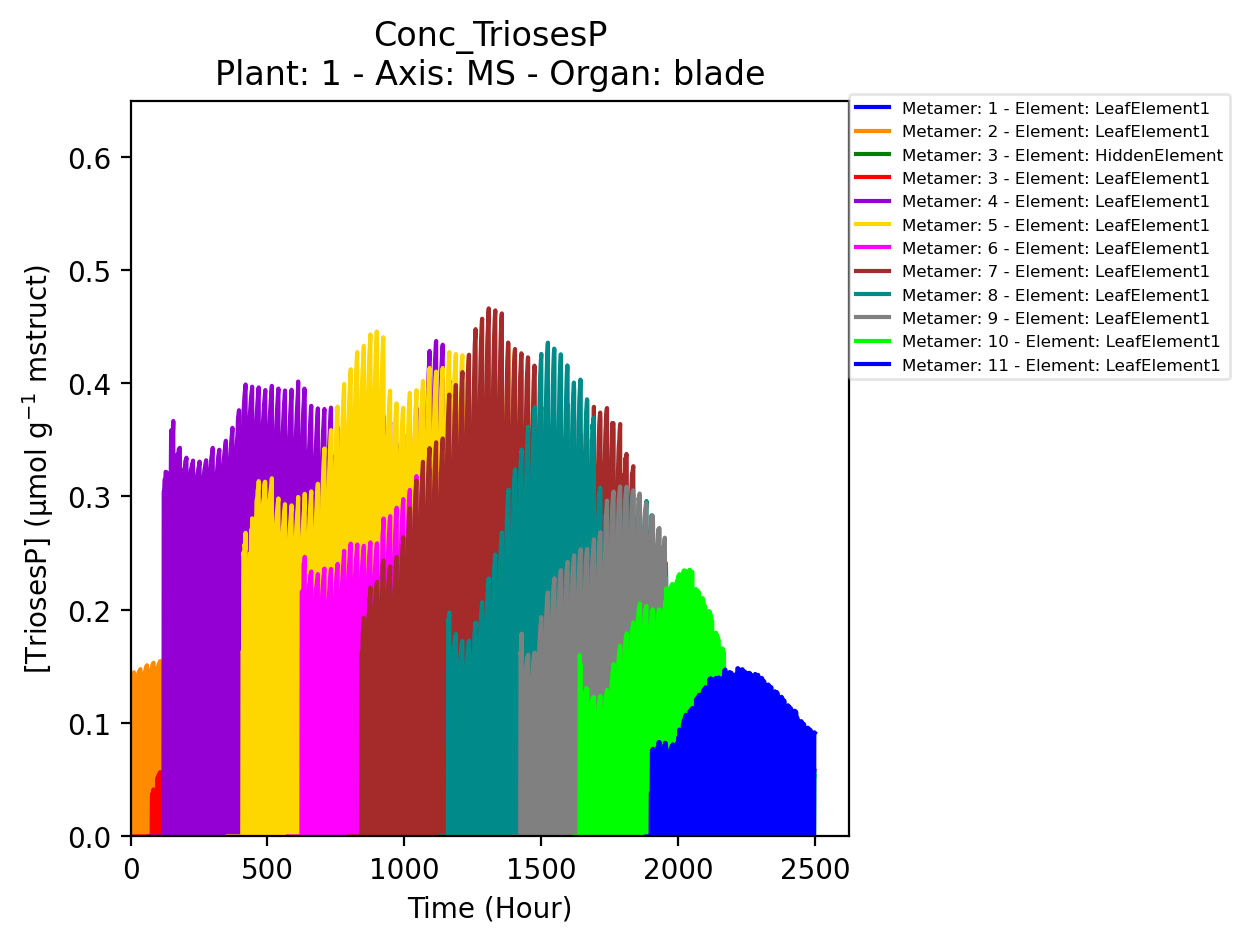 Conc_TriosesP
Plant: 1 - Axis: MS - Organ: blade
Metamer: 1 - Element: LeafElement1
Metamer: 2 - Element: LeafElement1
Metamer: 3 - Element: HiddenElement
Metamer: 3 - Element: LeafElement1
Metamer: 4 - Element: LeafElement1
Metamer: 5 - Element: LeafElement1
Metamer: 6 - Element: LeafElement1
Metamer: 7 - Element: LeafElement1
Metamer: 8 - Element: LeafElement1
Metamer: 9 - Element: LeafElement1
Metamer: 10 - Element: LeafElement1
Metamer: 11 - Element: LeafElement1
[TriosesP] (µmol g⁻¹ mstruct)
0.6
0.5
0.4
0.3
0.2
0.1
0.0
0 500 1000 1500 2000 2500
Time (Hour)